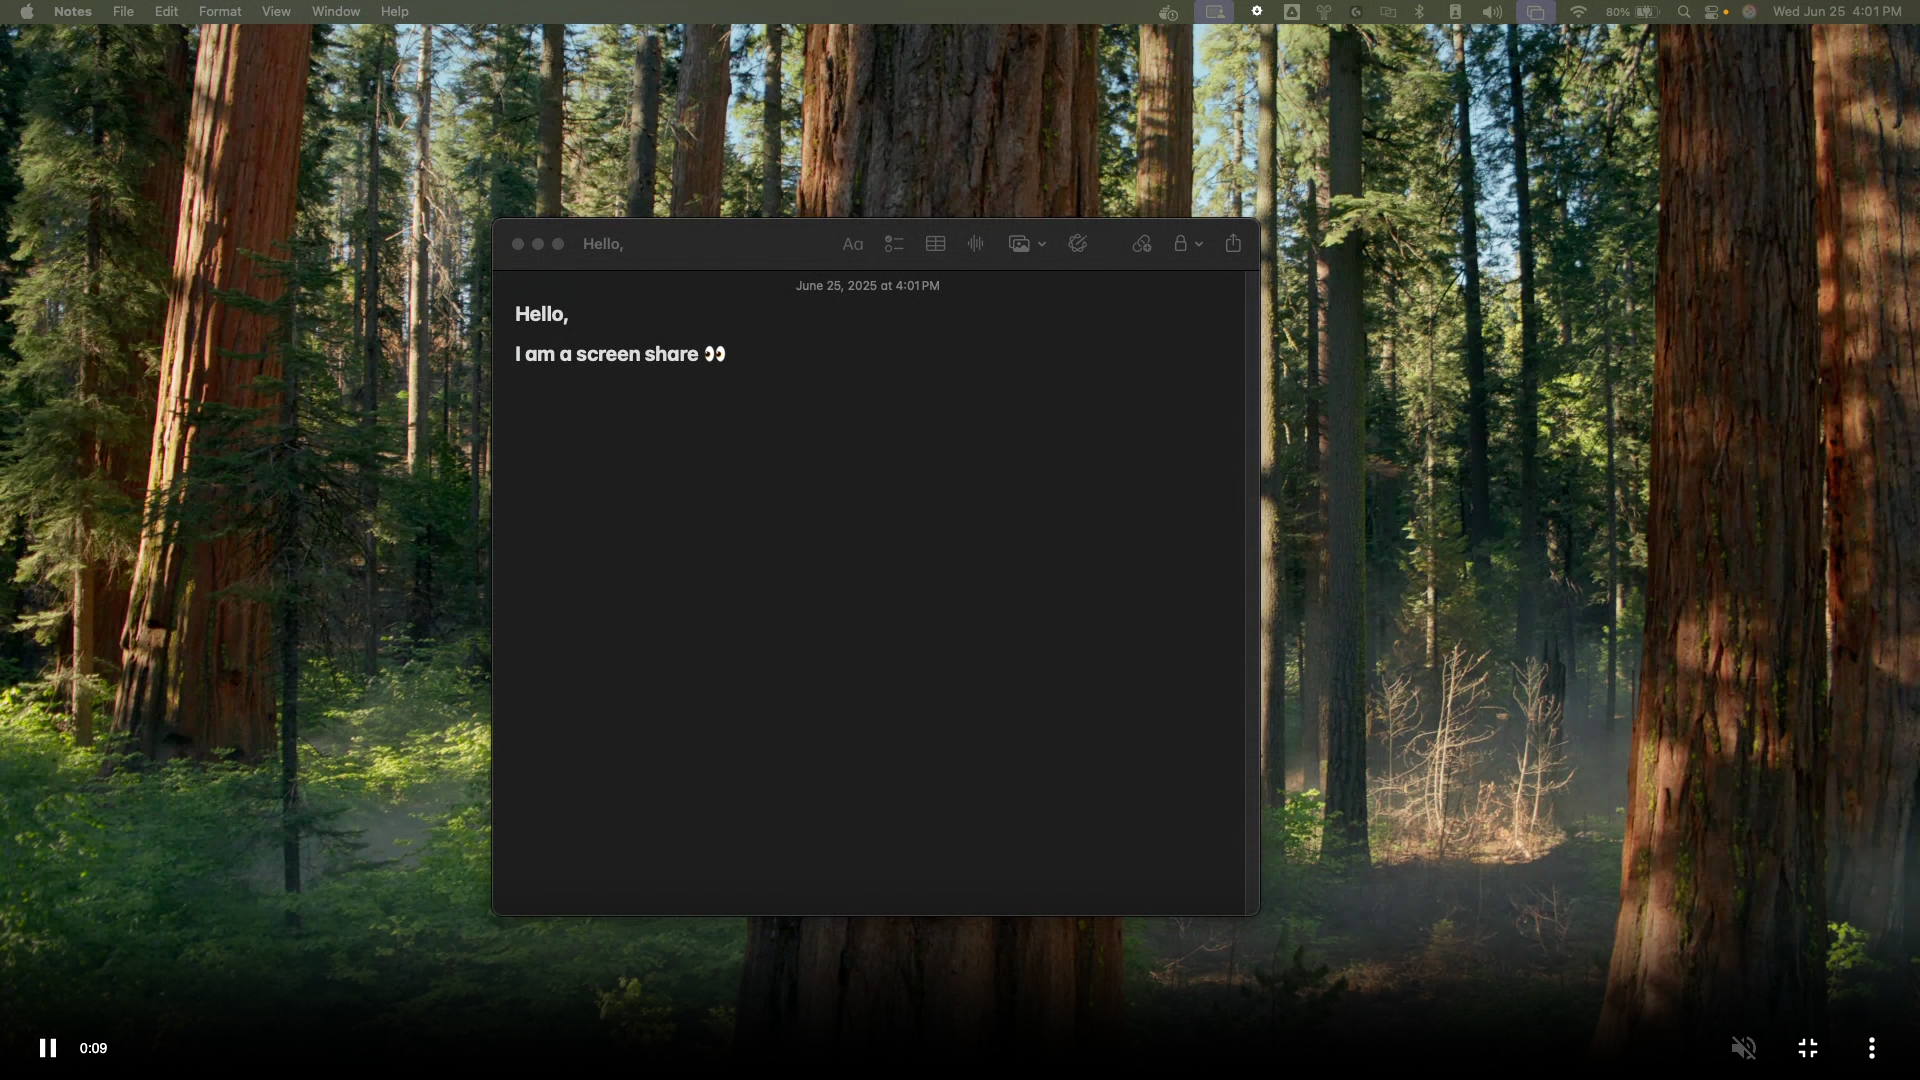 Notes File Edit Format View Window Help 80% Wed Jun 25 4:01 PM
Hello,
Aa
June 25, 2025 at 4:01 PM
Hello,
I am a screen share 👀
0:09